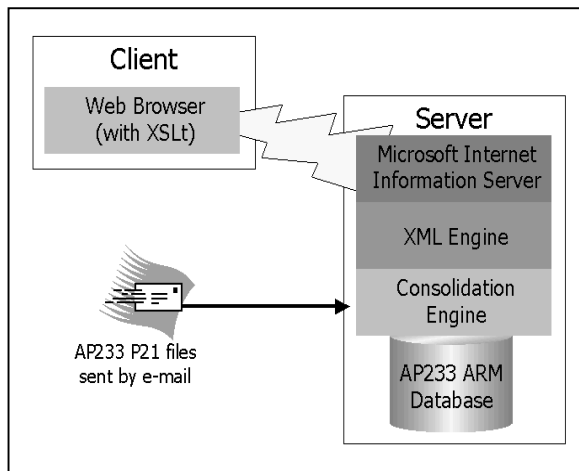 Client
Web Browser
(with XSLt)
Server
Microsoft Internet
Information Server
XML Engine
Consolidation
Engine
AP233 ARM
Database
AP233 P21 files
sent by e-mail